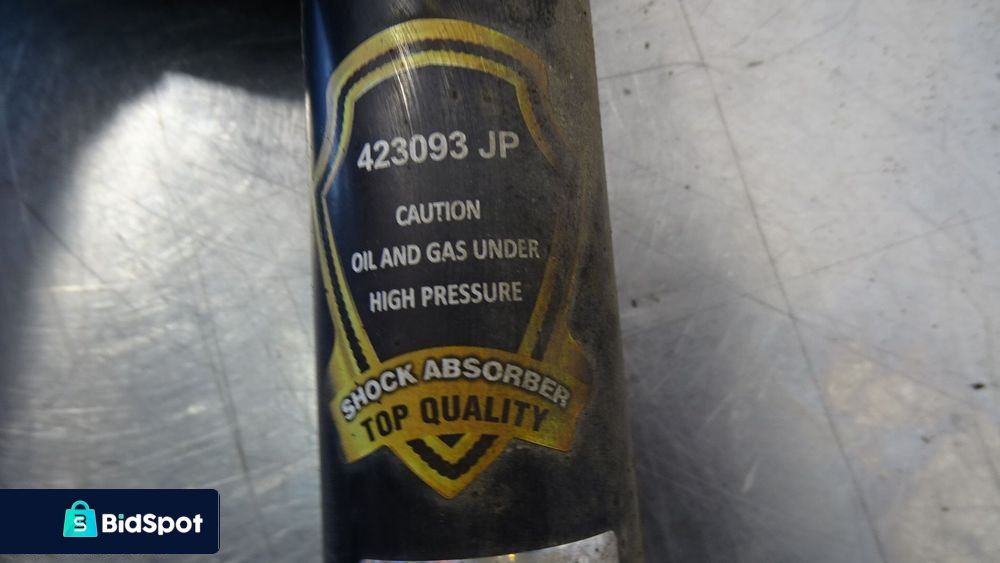 423093 JP
CAUTION
OIL AND GAS UNDER
HIGH PRESSURE
SHOCK ABSORBER
TOP QUALITY
BidSpot